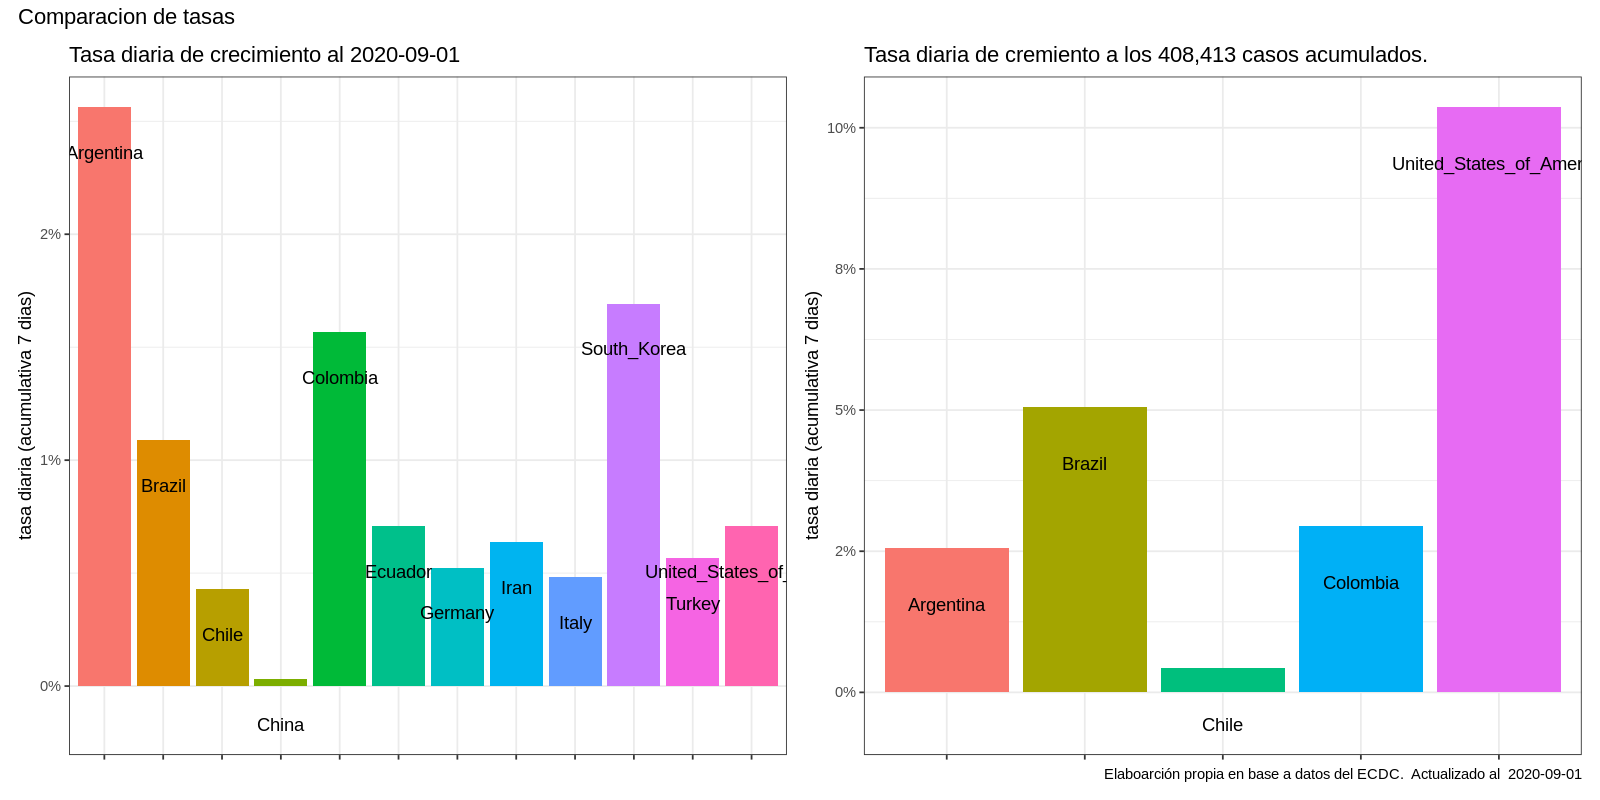 Comparacion de tasas
Tasa diaria de crecimiento al 2020-09-01
tasa diaria (acumulativa 7 dias)
2%
1%
0%
Argentina
Brazil
Chile
China
Colombia
Ecuador
Germany
Iran
Italy
South_Korea
Turkey
United_States_of_
Tasa diaria de cremiento a los 408,413 casos acumulados.
tasa diaria (acumulativa 7 dias)
10%
8%
5%
2%
0%
Argentina
Brazil
Chile
Colombia
United_States_of_Amer
Elaboarción propia en base a datos del ECDC.  Actualizado al  2020-09-01